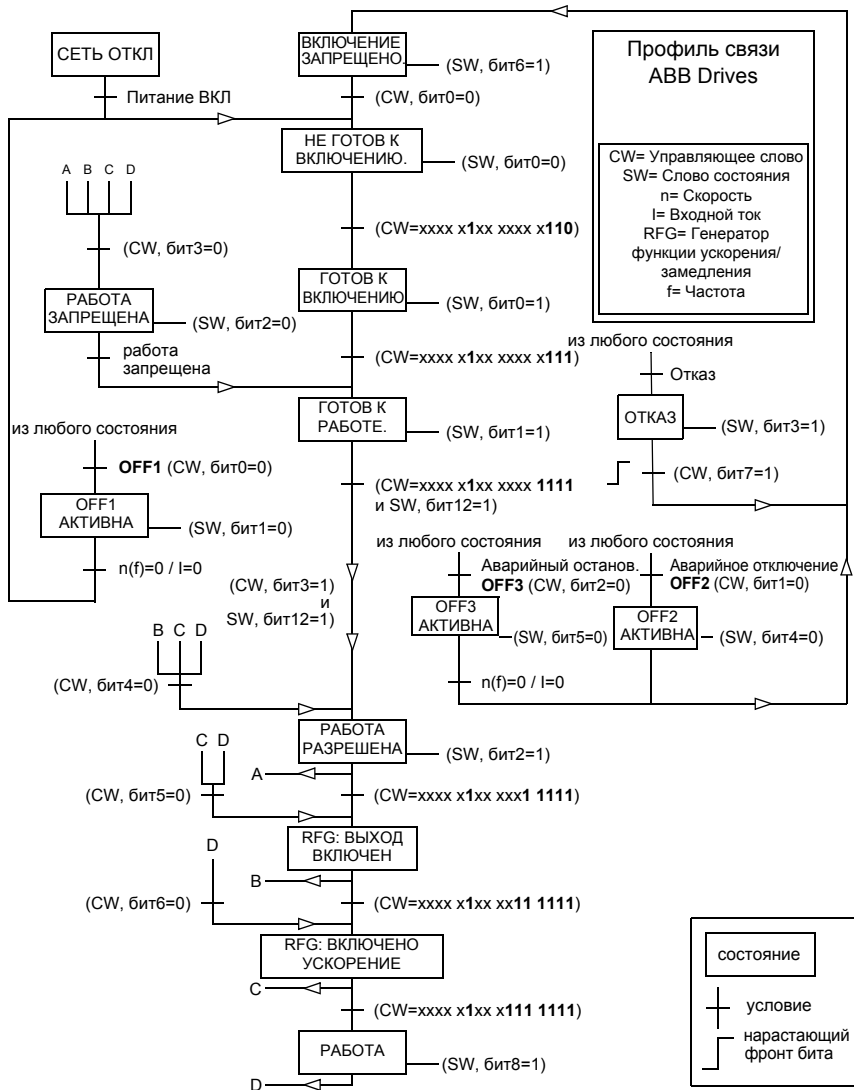 СЕТЬ ОТКЛ
Питание ВКЛ
ВКЛЮЧЕНИЕ
ЗАПРЕЩЕНО.
(SW, бит6=1)
(CW, бит0=0)
НЕ ГОТОВ К
ВКЛЮЧЕНИЮ.
(SW, бит0=0)
Профиль связи
ABB Drives
CW= Управляющее слово
SW= Слово состояния
n= Скорость
I= Входной ток
RFG= Генератор
функции ускорения/
замедления
f= Частота
A B C D
(CW, бит3=0)
РАБОТА
ЗАПРЕЩЕНА
(SW, бит2=0)
работа
запрещена
(CW=xxxx x1xx xxxx x110)
ГОТОВ К
ВКЛЮЧЕНИЮ
(SW, бит0=1)
(CW=xxxx x1xx xxxx x111)
ГОТОВ К
РАБОТЕ.
(SW, бит1=1)
(CW=xxxx x1xx xxxx 1111
и SW, бит12=1)
из любого состояния
Отказ
ОТКАЗ
(SW, бит3=1)
(CW, бит7=1)
из любого состояния
OFF1 (CW, бит0=0)
OFF1
АКТИВНА
(SW, бит1=0)
n(f)=0 / I=0
(CW, бит3=1)
и
SW, бит12=1)
из любого состояния
Аварийный останов.
OFF3 (CW, бит2=0)
OFF3
АКТИВНА
(SW, бит5=0)
n(f)=0 / I=0
из любого состояния
Аварийное отключение
OFF2 (CW, бит1=0)
OFF2
АКТИВНА
(SW, бит4=0)
B C D
(CW, бит4=0)
РАБОТА
РАЗРЕШЕНА
(SW, бит2=1)
C D
A
(CW, бит5=0)
(CW=xxxx x1xx xxx1 1111)
RFG: ВЫХОД
ВКЛЮЧЕН
D
B
(CW, бит6=0)
(CW=xxxx x1xx xx11 1111)
RFG: ВКЛЮЧЕНО
УСКОРЕНИЕ
C
(CW=xxxx x1xx x111 1111)
РАБОТА
(SW, бит8=1)
D
состояние
условие
нарастающий
фронт бита